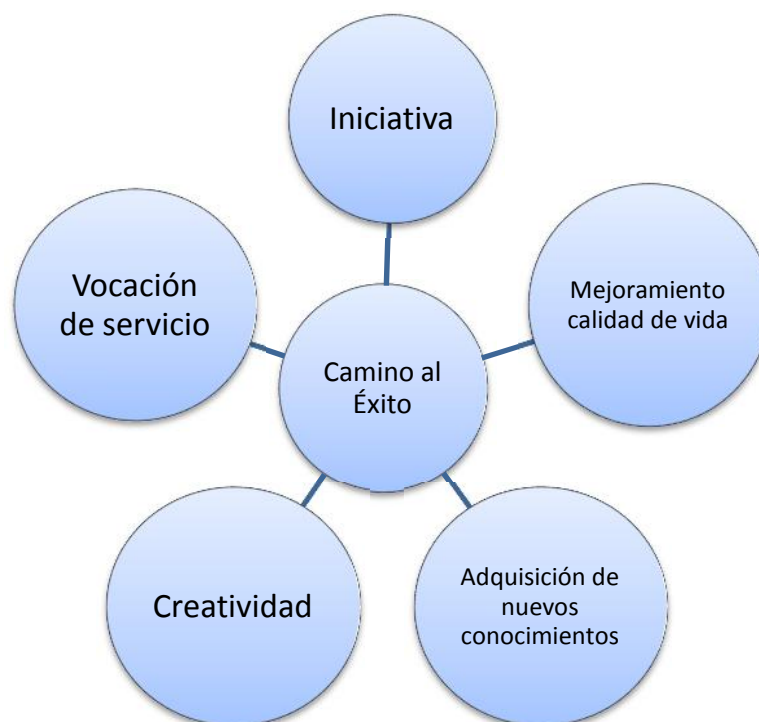 Iniciativa
Mejoramiento
calidad de vida
Adquisición de
nuevos
conocimientos
Creatividad
Vocación
de servicio
Camino al
Éxito